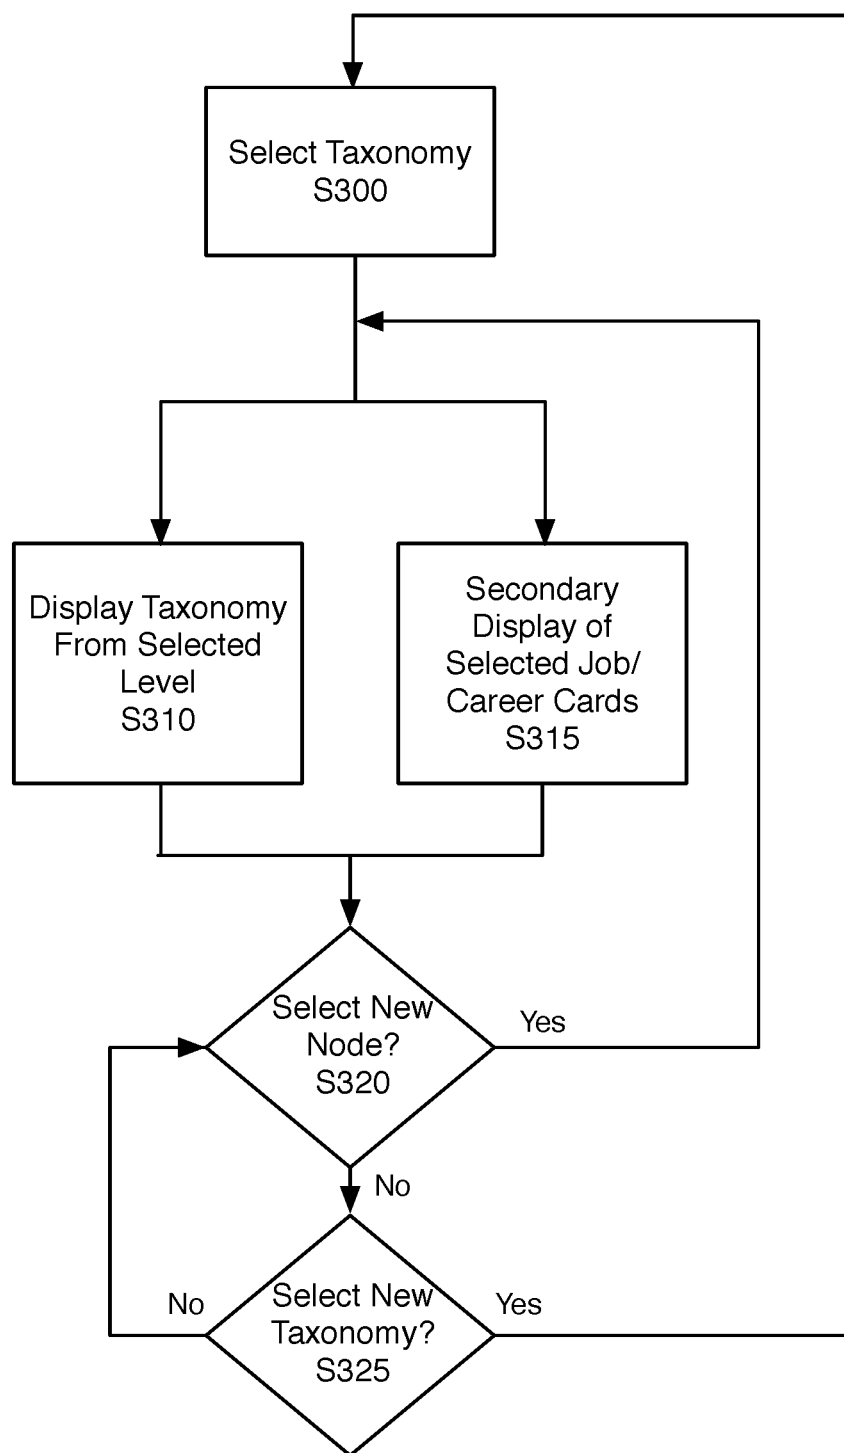 Select Taxonomy
S300
Display Taxonomy
From Selected
Level
S310
Secondary
Display of
Selected Job/
Career Cards
S315
Select New
Node?
S320
Yes
No
Select New
Taxonomy?
S325
No
Yes